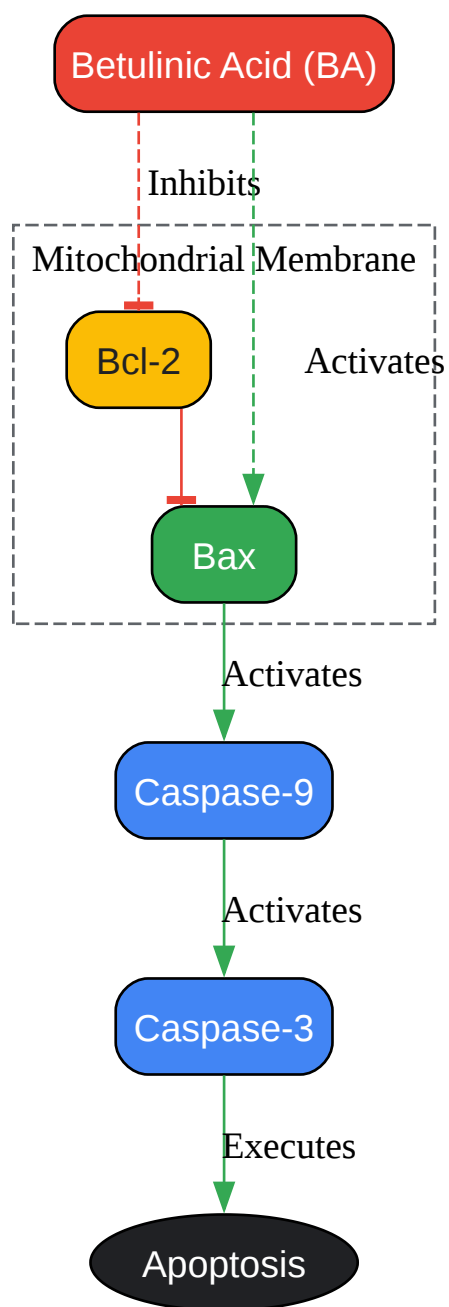 Betulinic Acid (BA)
Inhibits
Mitochondrial Membrane
Bcl-2
Activates
Bax
Activates
Caspase-9
Activates
Caspase-3
Executes
Apoptosis